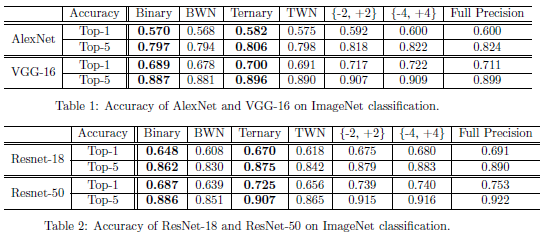 Accuracy Binary BWN Ternary TWN {-2, +2} {-4, +4} Full Precision
AlexNet Top-1 0.570 0.568 0.582 0.575 0.592 0.600 0.600
Top-5 0.797 0.794 0.806 0.798 0.818 0.822 0.824
VGG-16 Top-1 0.689 0.678 0.700 0.691 0.717 0.722 0.711
Top-5 0.887 0.881 0.896 0.890 0.907 0.909 0.899
Table 1: Accuracy of AlexNet and VGG-16 on ImageNet classification.
Accuracy Binary BWN Ternary TWN {-2, +2} {-4, +4} Full Precision
Resnet-18 Top-1 0.648 0.608 0.670 0.618 0.675 0.680 0.691
Top-5 0.862 0.830 0.875 0.842 0.879 0.883 0.890
Resnet-50 Top-1 0.687 0.639 0.725 0.656 0.739 0.740 0.753
Top-5 0.886 0.851 0.907 0.865 0.915 0.916 0.922
Table 2: Accuracy of ResNet-18 and ResNet-50 on ImageNet classification.